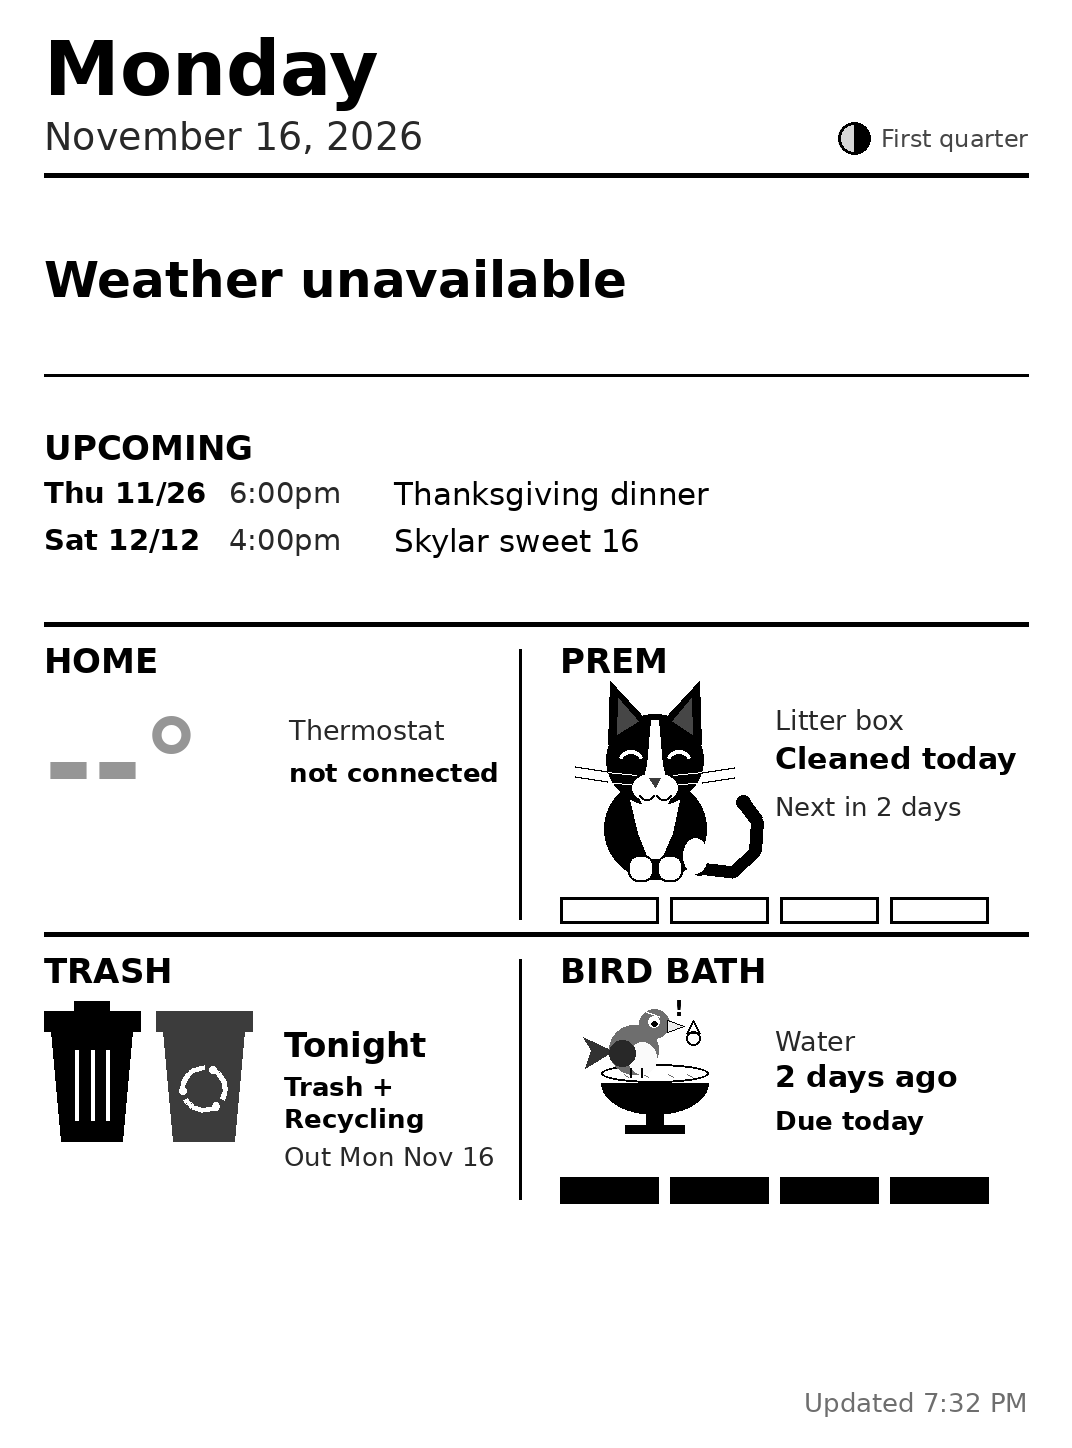 Monday
November 16, 2026
First quarter
Weather unavailable
UPCOMING
Thu 11/26 6:00pm Thanksgiving dinner
Sat 12/12 4:00pm Skylar sweet 16
HOME
Thermostat
not connected
PREM
Litter box
Cleaned today
Next in 2 days
TRASH
Tonight
Trash +
Recycling
Out Mon Nov 16
BIRD BATH
!
Water
2 days ago
Due today
Updated 7:32 PM